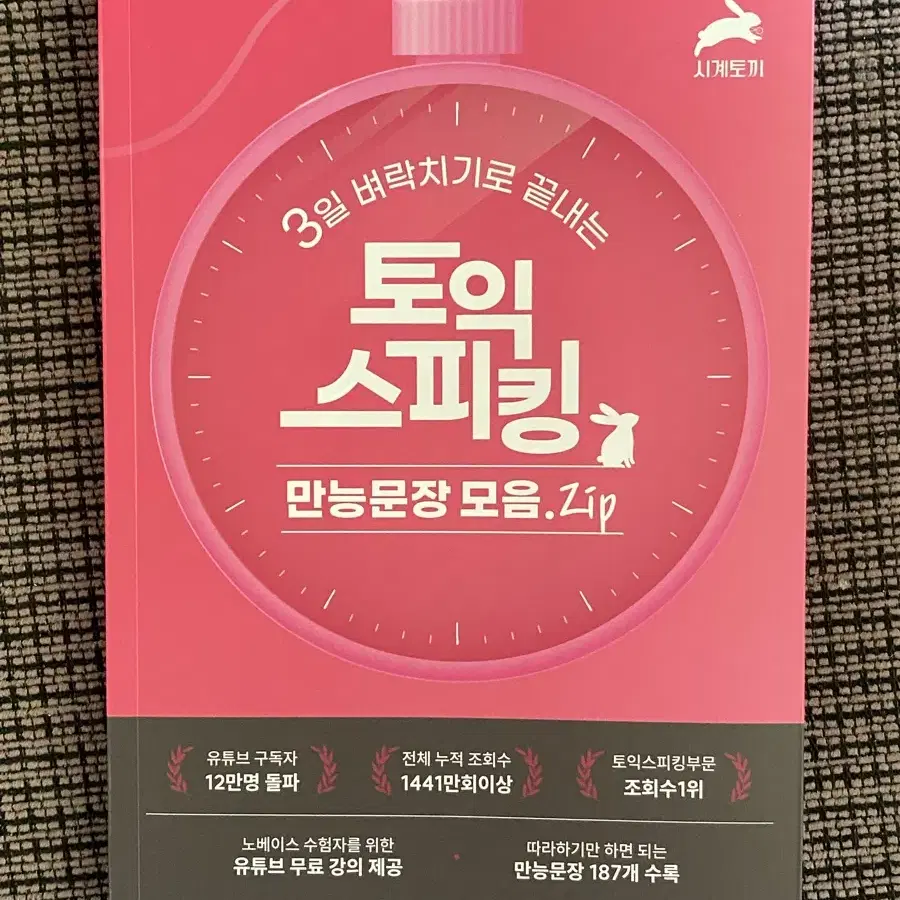 시계토끼
3일 벼락치기로 끝내는
토익
스피킹
만능문장 모음.zip
유튜브 구독자
12만명 돌파
전체 누적 조회수
1441만회이상
토익스피킹부문
조회수1위
노베이스 수험자를 위한
유튜브 무료 강의 제공
따라하기만 하면 되는
만능문장 187개 수록